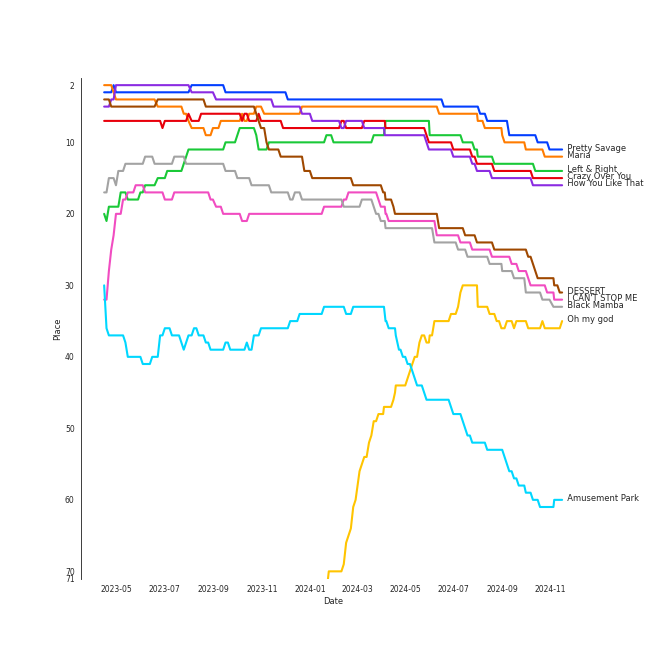 2
10
20
30
40
50
60
70
71
Place
2023-05
2023-07
2023-09
2023-11
2024-01
2024-03
2024-05
2024-07
2024-09
2024-11
Date
Pretty Savage
Maria
Left & Right
Crazy Over You
How You Like That
DESSERT
I CAN'T STOP ME
Black Mamba
Oh my god
Amusement Park